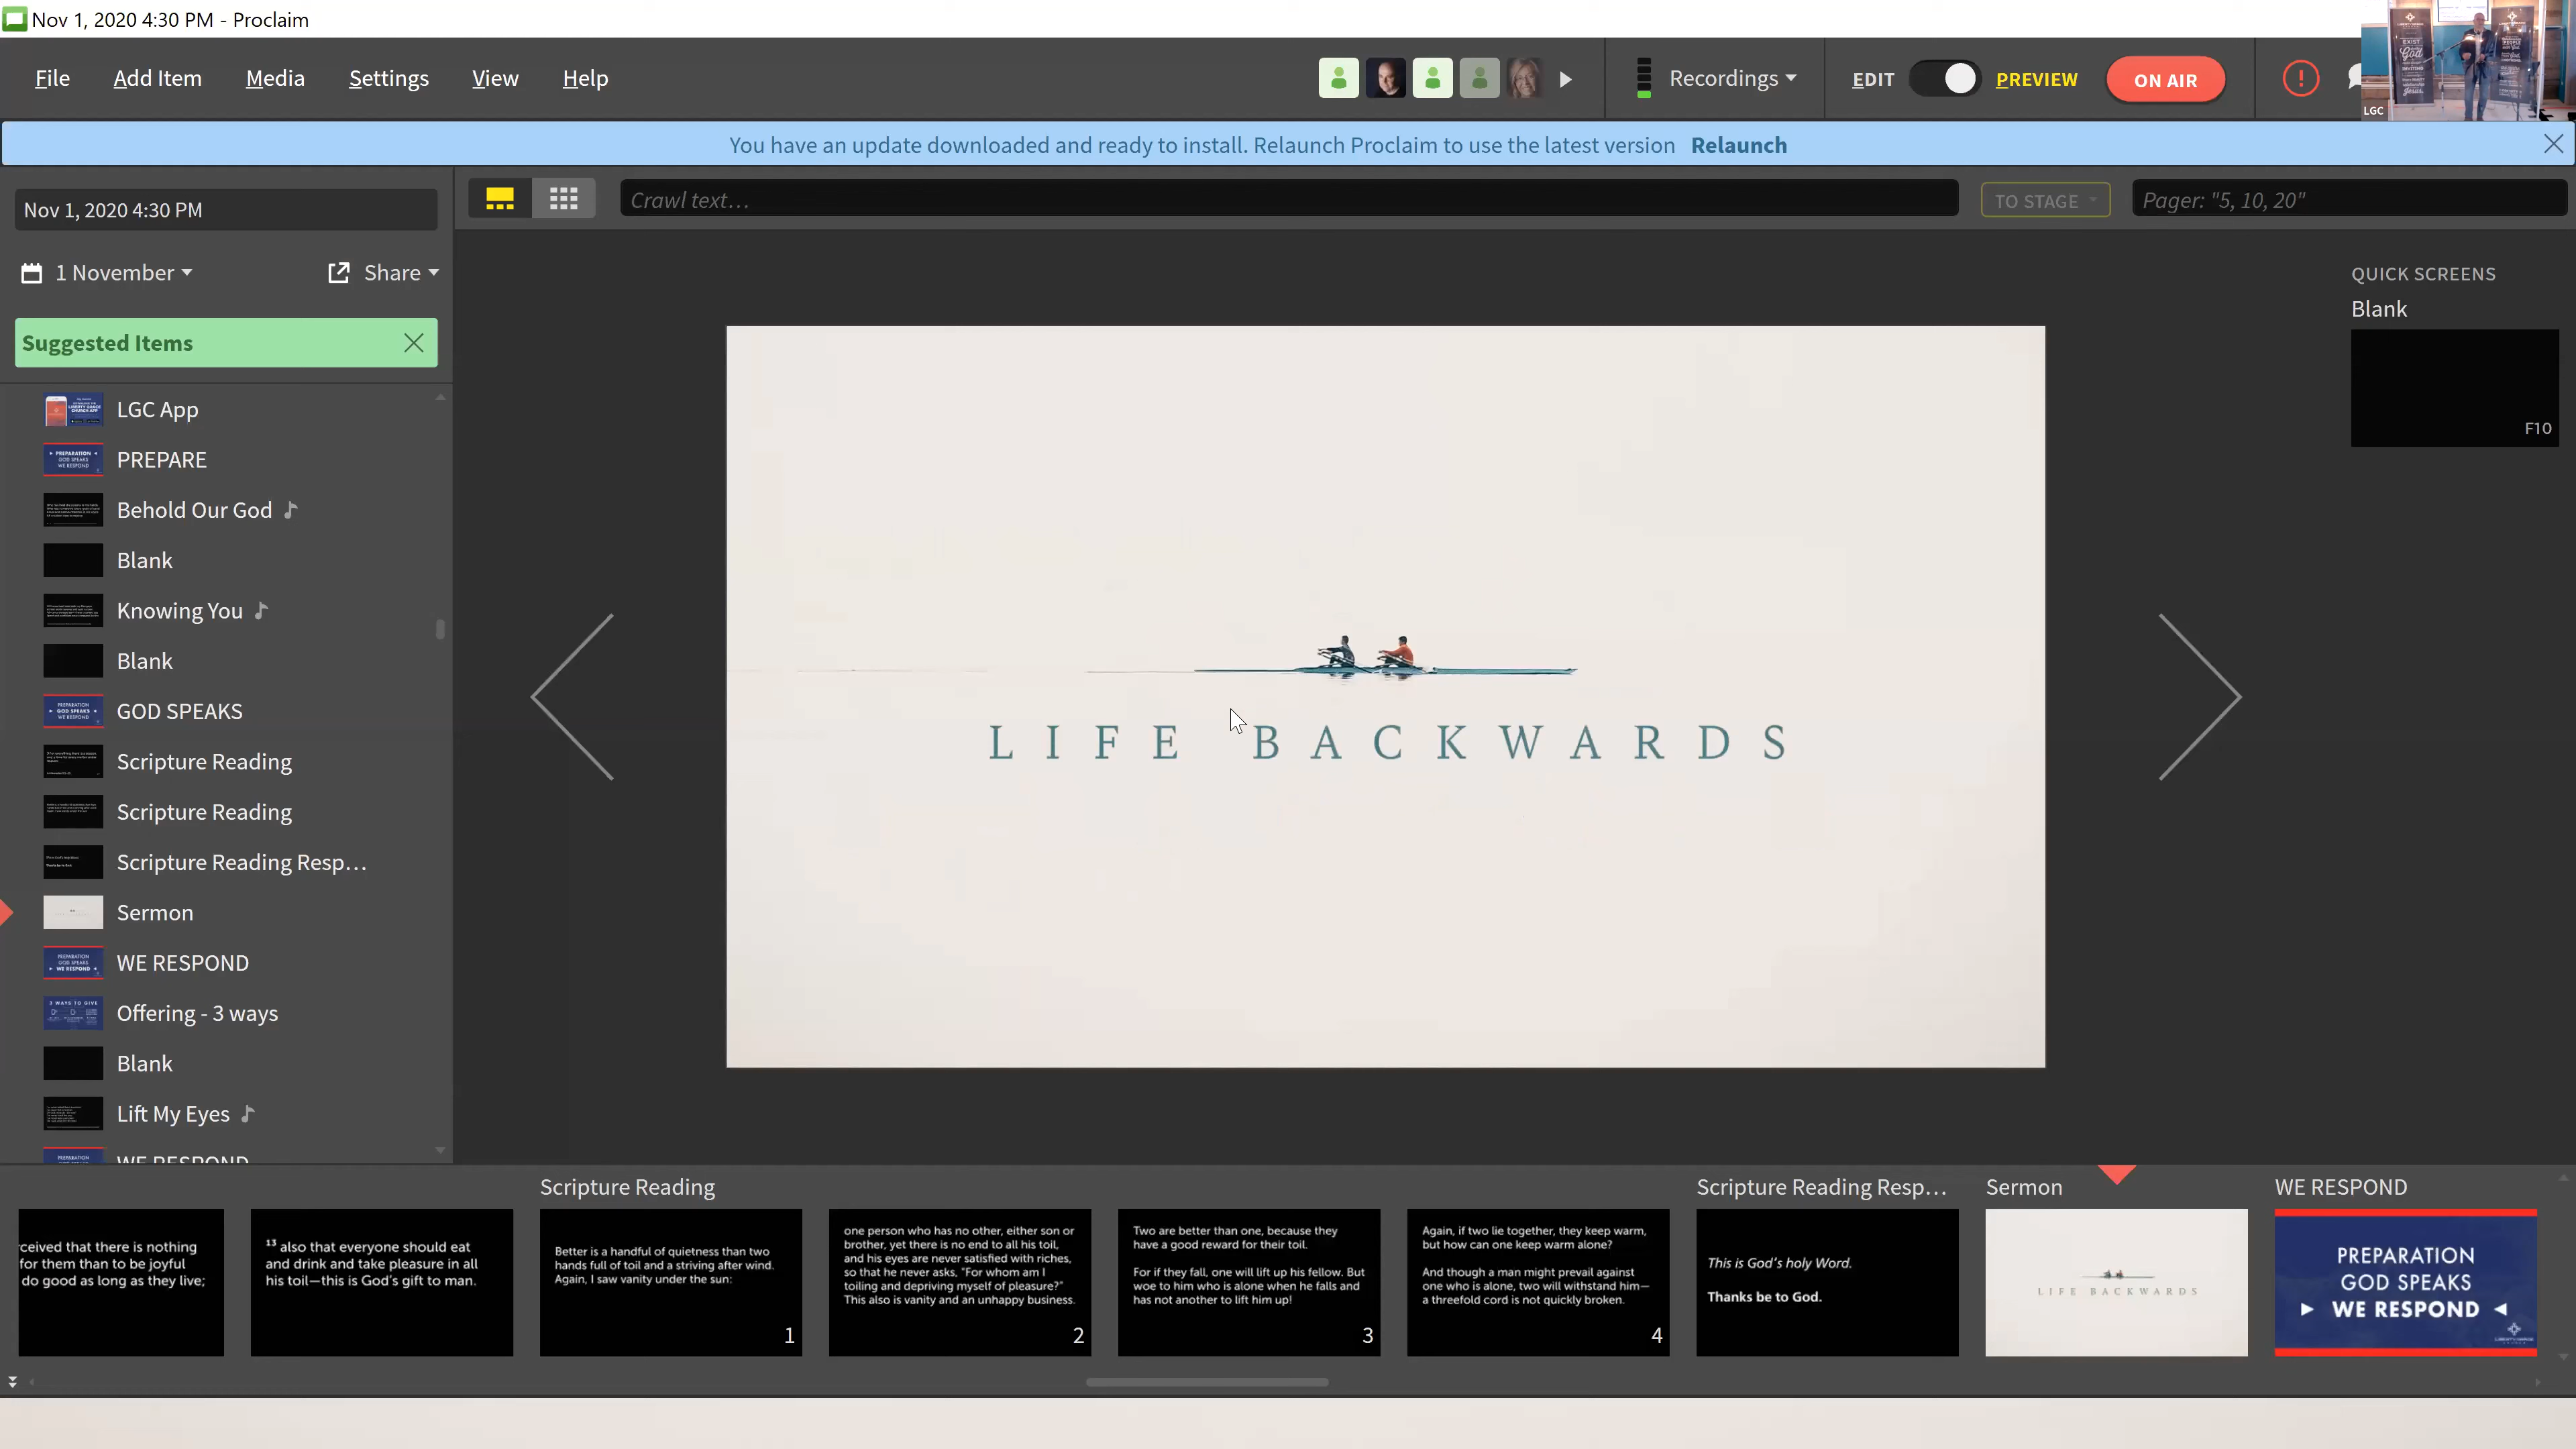 Nov 1, 2020 4:30 PM - Proclaim
File Add Item Media Settings View Help
Recordings
EDIT PREVIEW ON AIR
LGC
You have an update downloaded and ready to install. Relaunch Proclaim to use the latest version Relaunch
Nov 1, 2020 4:30 PM
Crawl text...
TO STAGE
Pager: "5, 10, 20"
1 November
Share
Suggested Items
LGC App
PREPARE
Behold Our God
Blank
Knowing You
Blank
GOD SPEAKS
Scripture Reading
Scripture Reading
Scripture Reading Resp...
Sermon
WE RESPOND
Offering - 3 ways
Blank
Lift My Eyes
WE RESPOND
LIFE BACKWARDS
QUICK SCREENS
Blank
F10
ceived that there is nothing
for them than to be joyful
do good as long as they live;
13 also that everyone should eat
and drink and take pleasure in all
his toil—this is God's gift to man.
Scripture Reading
Better is a handful of quietness than two
hands full of toil and a striving after wind.
Again, I saw vanity under the sun:
1
one person who has no other, either son or
brother, yet there is no end to all his toil,
and his eyes are never satisfied with riches,
so that he never asks, "For whom am I
toiling and depriving myself of pleasure?"
This also is vanity and an unhappy business.
2
Two are better than one, because they
have a good reward for their toil.
For if they fall, one will lift up his fellow. But
woe to him who is alone when he falls and
has not another to lift him up!
3
Again, if two lie together, they keep warm,
but how can one keep warm alone?
And though a man might prevail against
one who is alone, two will withstand him—
a threefold cord is not quickly broken.
4
Scripture Reading Resp...
This is God's holy Word.
Thanks be to God.
Sermon
LIFE BACKWARDS
WE RESPOND
PREPARATION
GOD SPEAKS
WE RESPOND